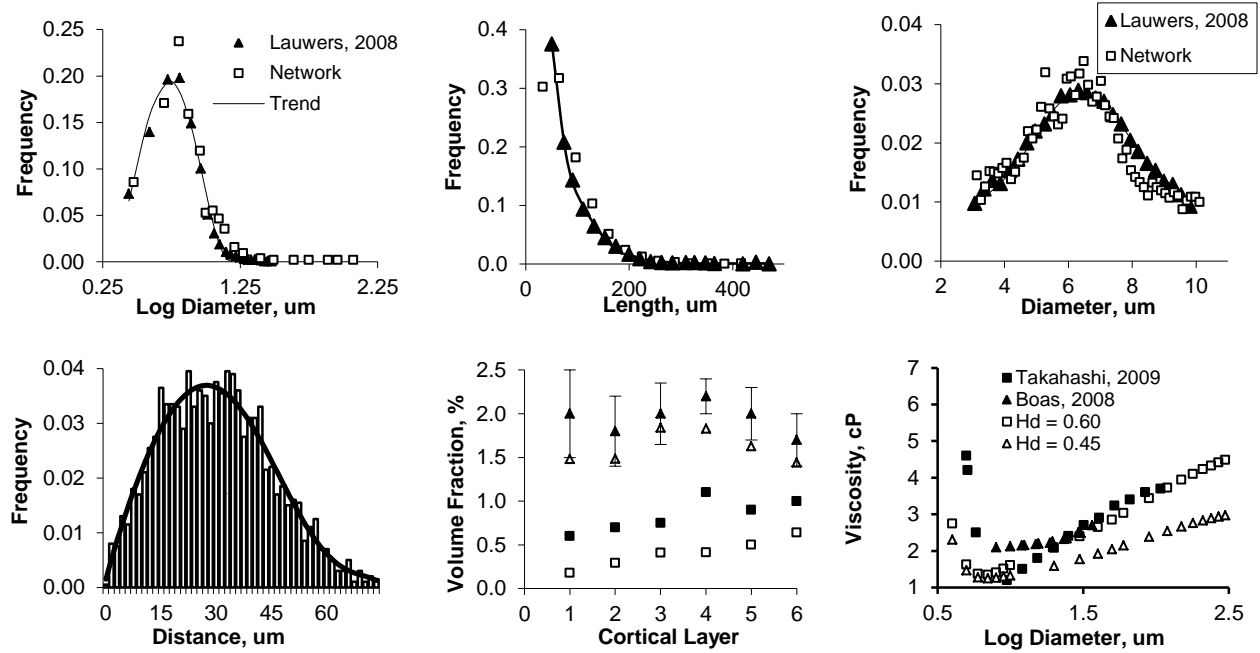 0.25
0.20
0.15
0.10
0.05
0.00
0.25
1.25
2.25
Frequency
Log Diameter, um
Lauwers, 2008
Network
Trend
0.4
0.3
0.2
0.1
0.0
0
200
400
Frequency
Length, um
0.04
0.03
0.02
0.01
0.00
2
4
6
8
10
Frequency
Diameter, um
Lauwers, 2008
Network
0.04
0.03
0.02
0.01
0.00
0
15
30
45
60
Frequency
Distance, um
2.5
2.0
1.5
1.0
0.5
0.0
1
2
3
4
5
6
Volume Fraction, %
Cortical Layer
7
6
5
4
3
2
1
0.5
1.5
2.5
Viscosity, cP
Log Diameter, um
Takahashi, 2009
Boas, 2008
Hd = 0.60
Hd = 0.45